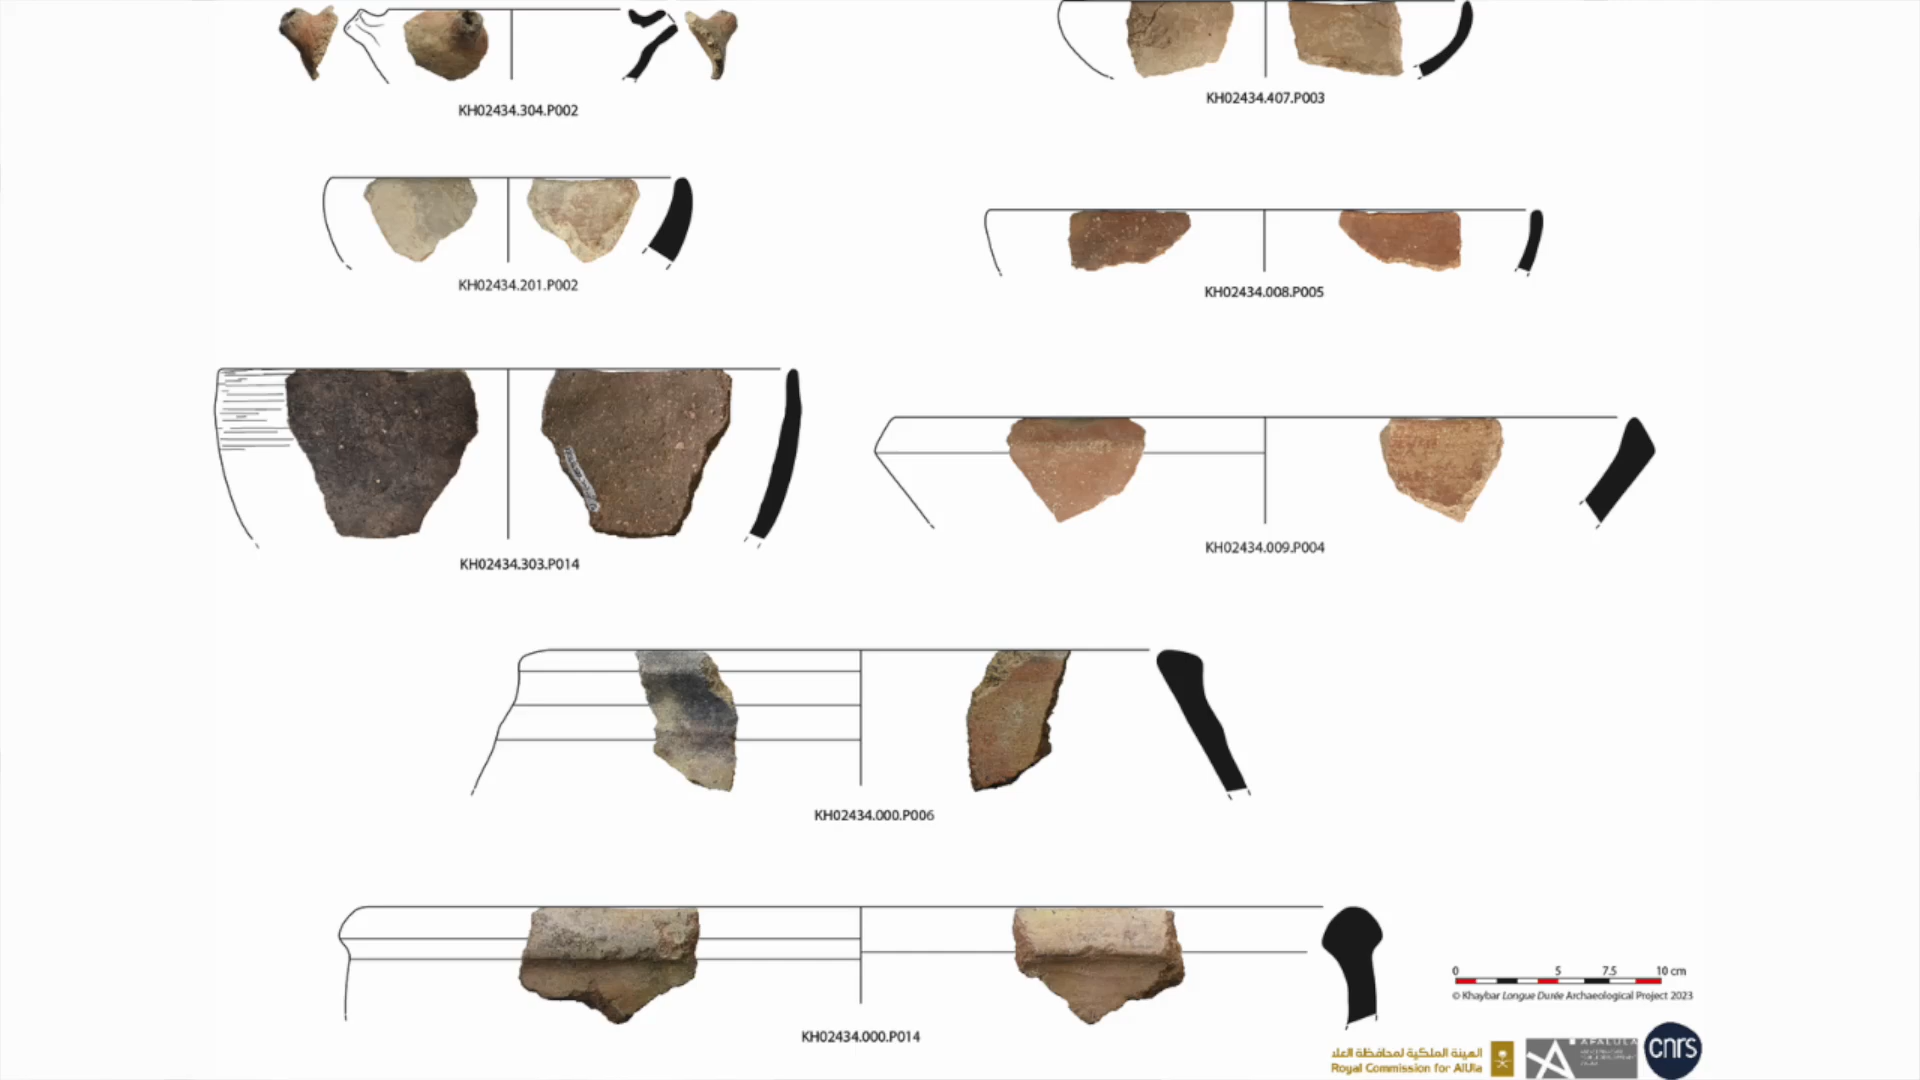 KH02434.304.P002
KH02434.407.P003
KH02434.201.P002
KH02434.008.P005
KH02434.303.P014
KH02434.009.P004
KH02434.000.P006
KH02434.000.P014
0 5 7.5 10 cm
© Khaybar Longue Durée Archaeological Project 2023
الهيئة الملكية لمحافظة العلا
Royal Commission for AlUla
AFALULA
cnrs